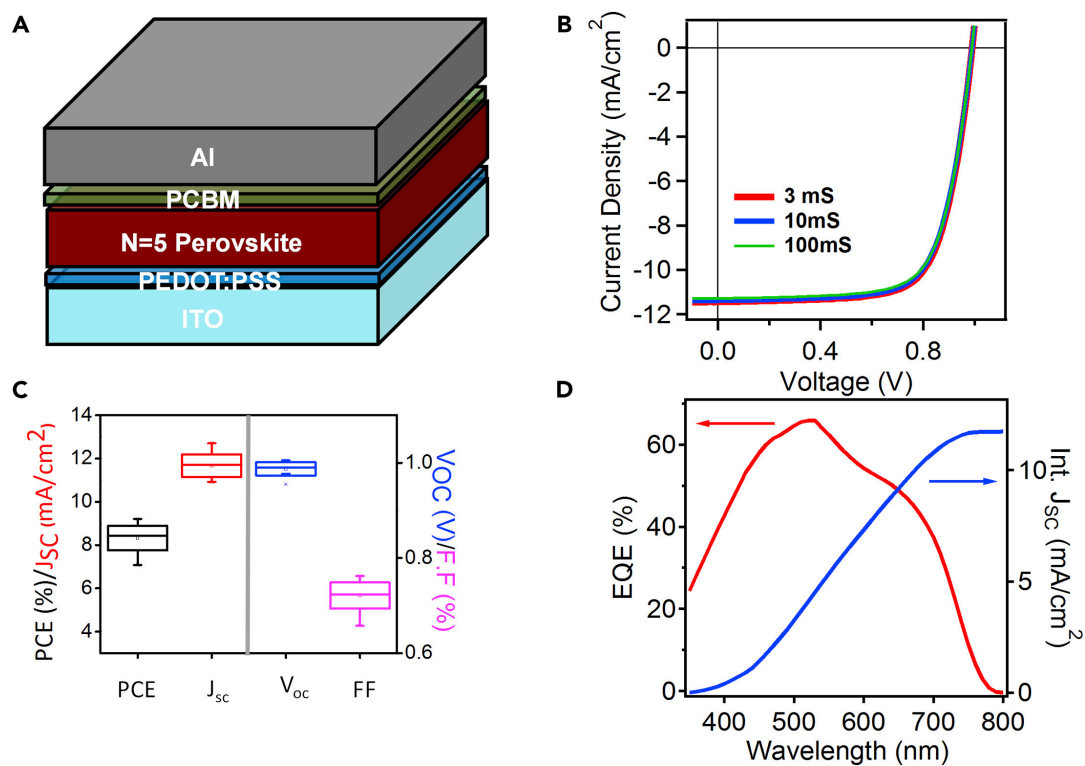 A
Al
PCBM
N=5 Perovskite
PEDOT:PSS
ITO
B
Current Density (mA/cm²)
0
-2
-4
-6
-8
-10
-12
3 mS
10mS
100mS
0.0
0.4
0.8
Voltage (V)
C
PCE (%)/JSC (mA/cm²)
14
12
10
8
6
4
1.0
0.8
0.6
VOC (V)/F.F (%)
PCE
Jsc
Voc
FF
D
EQE (%)
60
40
20
0
10
5
0
Int. JSC (mA/cm²)
400
500
600
700
800
Wavelength (nm)